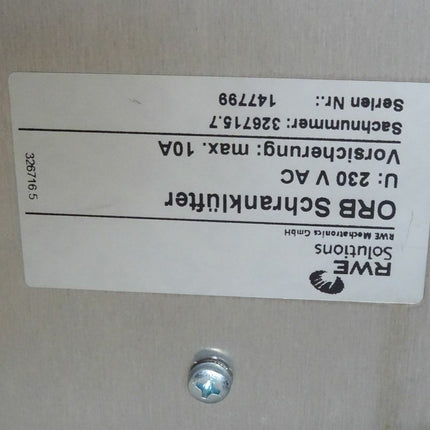 RWE
Solutions
RWE Mechatronics GmbH
ORB Schranklüfter
U: 230 V AC
Vorsicherung: max. 10A
Sachnummer: 326715.7
Serien Nr.: 147799
326716.5